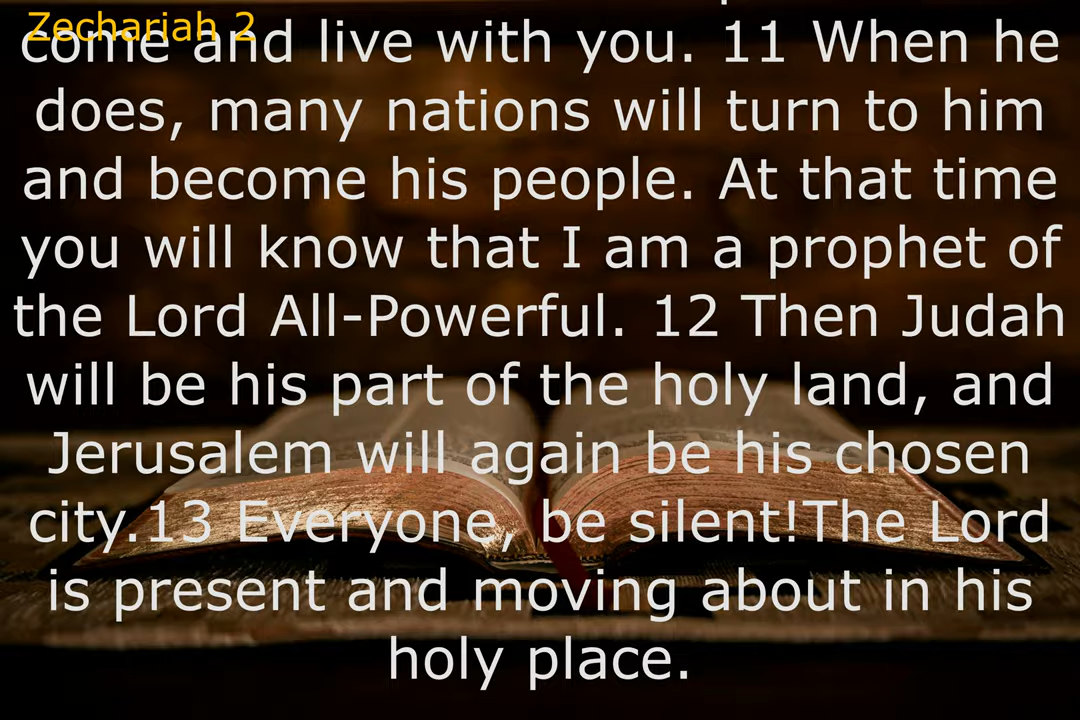 Zechariah 2
come and live with you. 11 When he
does, many nations will turn to him
and become his people. At that time
you will know that I am a prophet of
the Lord All-Powerful. 12 Then Judah
will be his part of the holy land, and
Jerusalem will again be his chosen
city.13 Everyone, be silent!The Lord
is present and moving about in his
holy place.